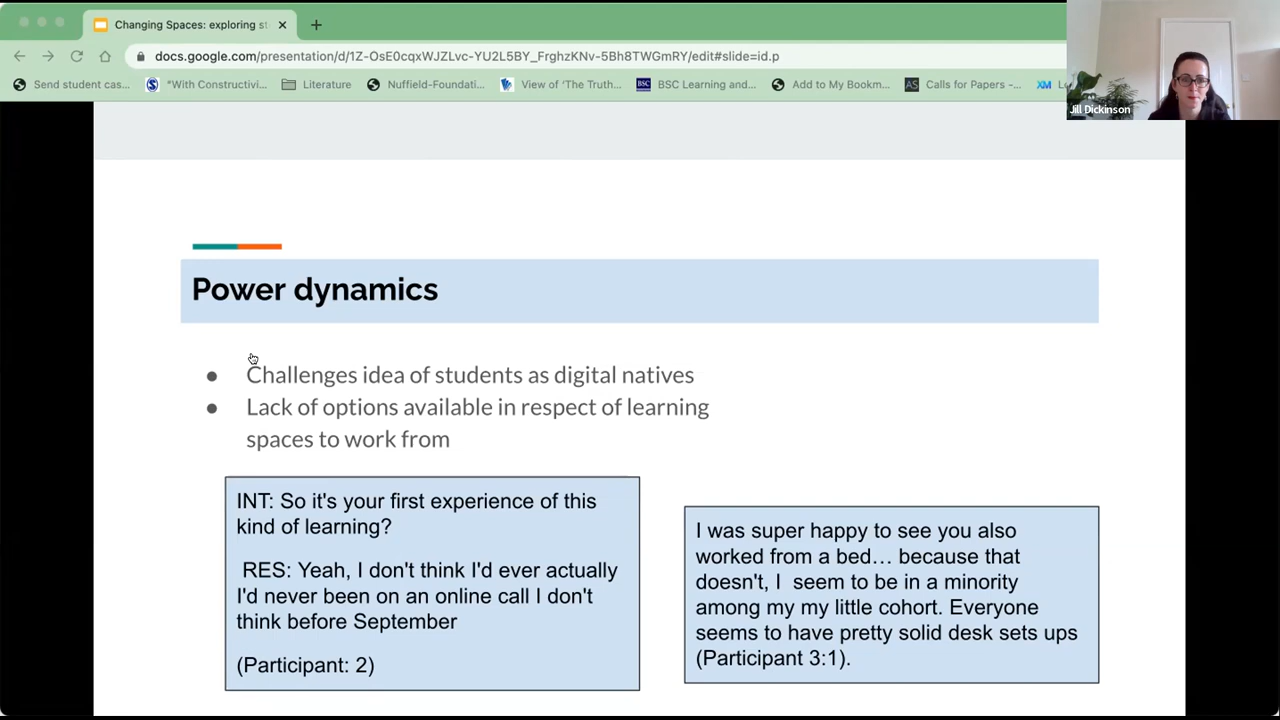 Changing Spaces: exploring st
docs.google.com/presentation/d/1Z-OsE0cqxWJZLvc-YU2L5BY_FrghzKNv-5Bh8TWGmRY/edit#slide=id.p
Send student cas... "With Constructivi... Literature Nuffield-Foundati... View of 'The Truth... BSC Learning and... Add to My Bookm... Calls for Papers –...
Jill Dickinson
Power dynamics
● Challenges idea of students as digital natives
● Lack of options available in respect of learning
spaces to work from
INT: So it's your first experience of this
kind of learning?
RES: Yeah, I don't think I'd ever actually
I'd never been on an online call I don't
think before September
(Participant: 2)
I was super happy to see you also
worked from a bed… because that
doesn't, I seem to be in a minority
among my my little cohort. Everyone
seems to have pretty solid desk sets ups
(Participant 3:1).